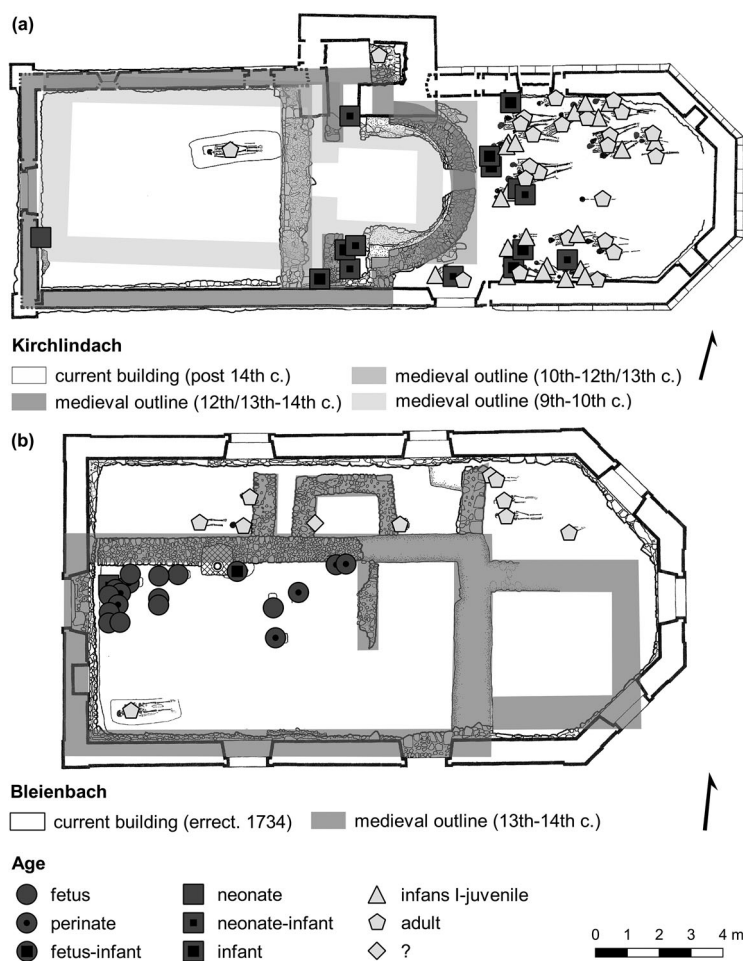 (a)
Kirchlindach
current building (post 14th c.) medieval outline (10th-12th/13th c.)
medieval outline (12th/13th-14th c.) medieval outline (9th-10th c.)
(b)
Bleienbach
current building (errect. 1734) medieval outline (13th-14th c.)
Age
fetus neonate infans I-juvenile
perinate neonate-infant adult
fetus-infant infant ?
0 1 2 3 4 m